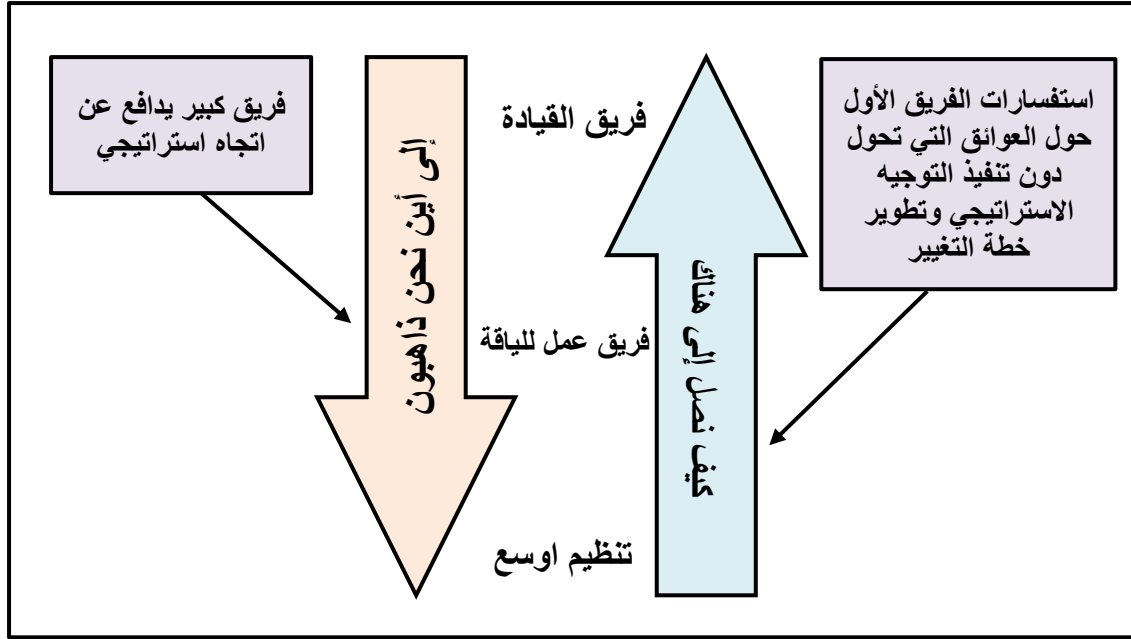 استفسارات الفريق الأول
حول العوائق التي تحول
دون تنفيذ التوجيه
الاستراتيجي وتطوير
خطة التغيير
فريق القيادة
فريق كبير يدافع عن
اتجاه استراتيجي
إلى أين نحن ذاهبون
كيف نصل إلى هناك
فريق عمل للياقة
تنظيم اوسع